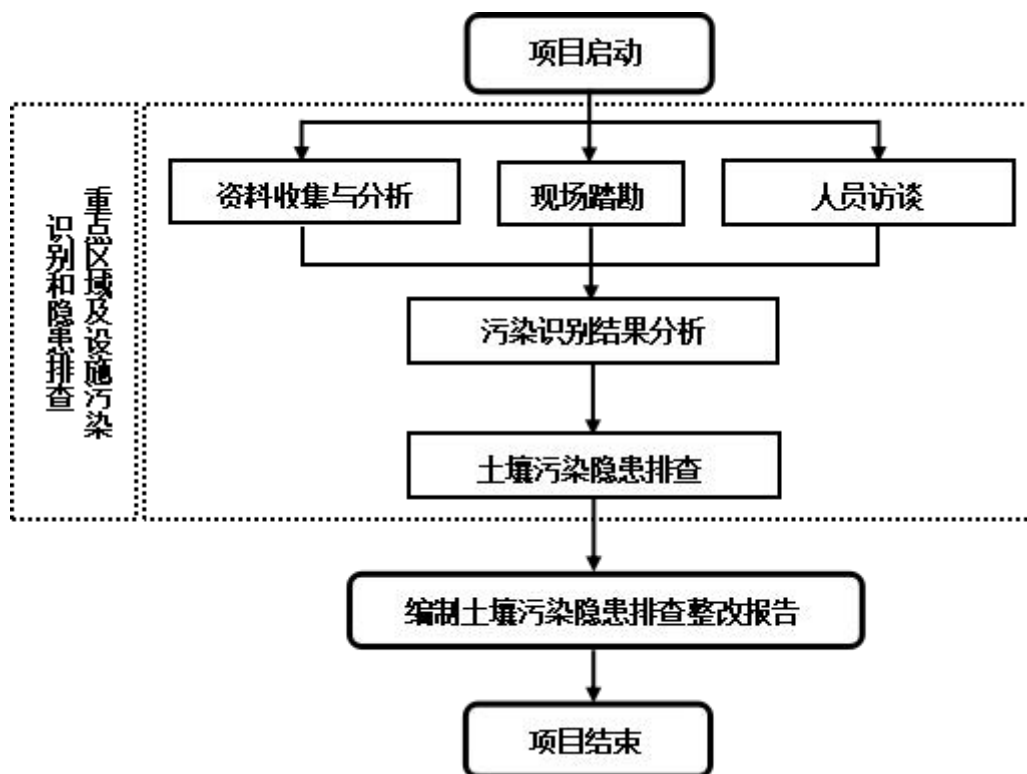 项目启动
资料收集与分析
现场踏勘
人员访谈
重点区域及设施污染
识别和隐患排查
污染识别结果分析
土壤污染隐患排查
编制土壤污染隐患排查整改报告
项目结束